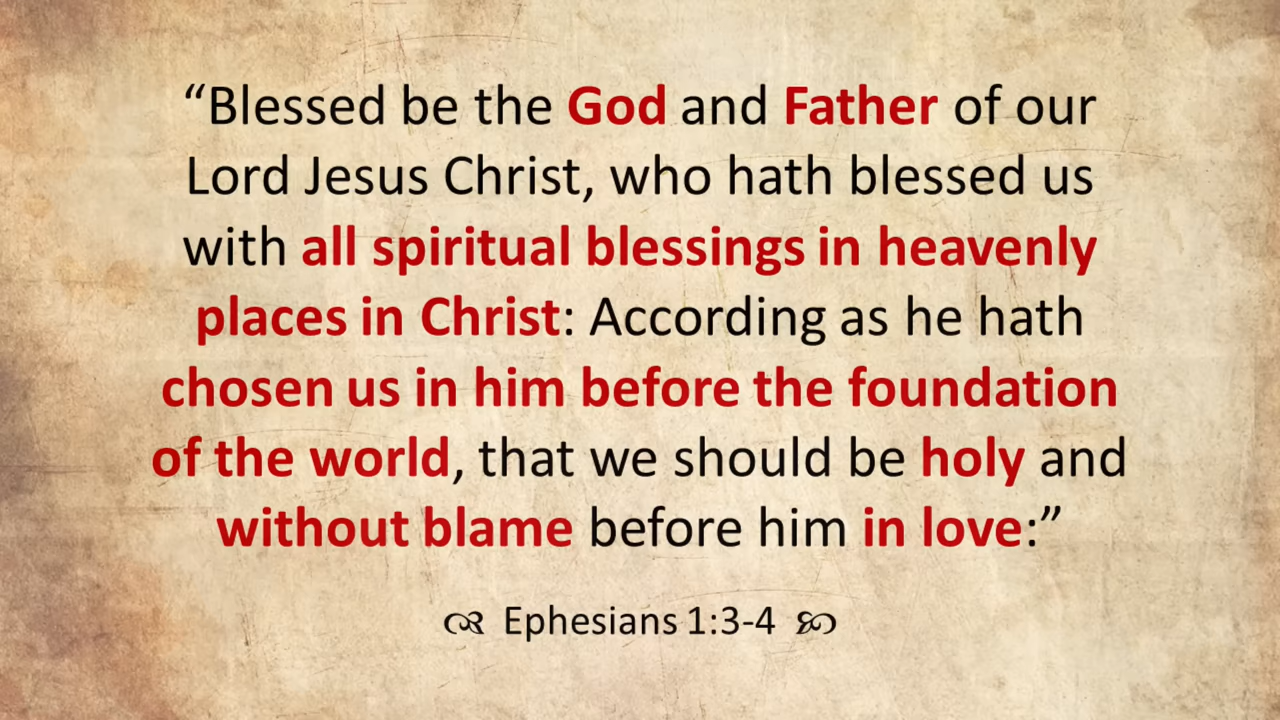 “Blessed be the God and Father of our
Lord Jesus Christ, who hath blessed us
with all spiritual blessings in heavenly
places in Christ: According as he hath
chosen us in him before the foundation
of the world, that we should be holy and
without blame before him in love:”
Ephesians 1:3-4